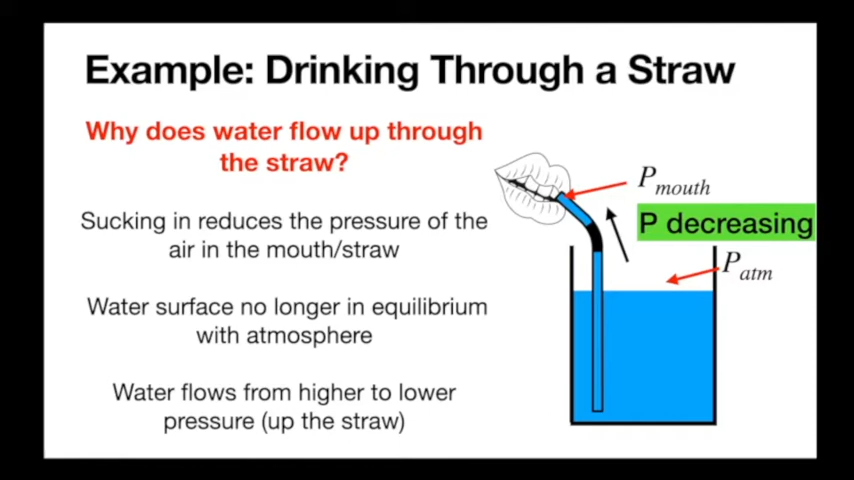 Example: Drinking Through a Straw
Why does water flow up through
the straw?
Sucking in reduces the pressure of the
air in the mouth/straw
Water surface no longer in equilibrium
with atmosphere
Water flows from higher to lower
pressure (up the straw)
P mouth
P decreasing
P atm